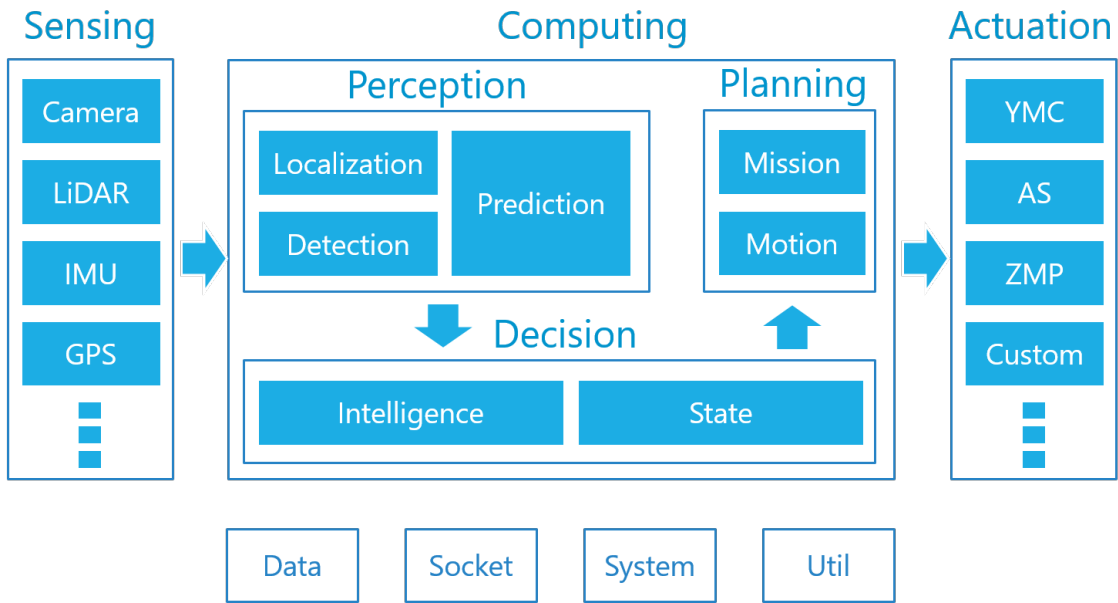 Sensing
Computing
Actuation
Camera
LiDAR
IMU
GPS
Perception
Localization
Detection
Prediction
Planning
Mission
Motion
Decision
Intelligence
State
YMC
AS
ZMP
Custom
Data
Socket
System
Util